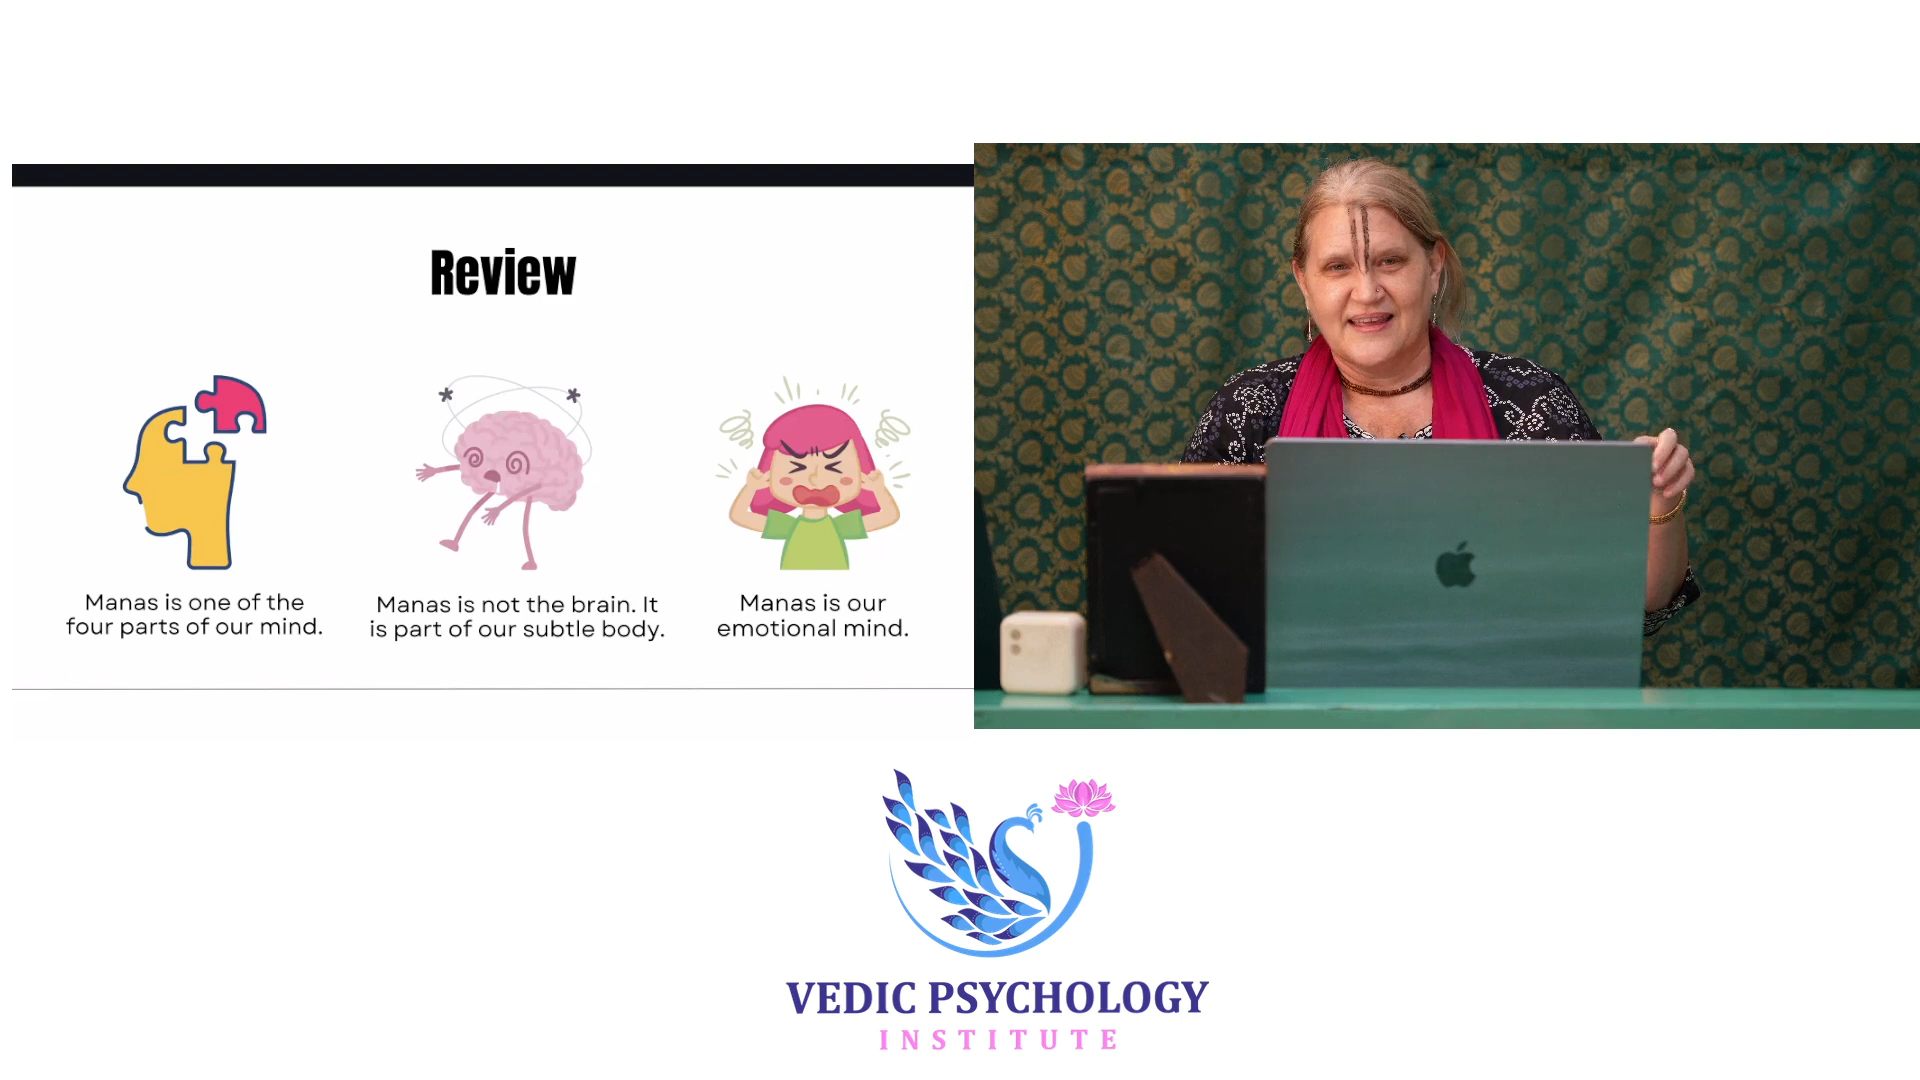 Review
Manas is one of the
four parts of our mind.
Manas is not the brain. It
is part of our subtle body.
Manas is our
emotional mind.
VEDIC PSYCHOLOGY
INSTITUTE